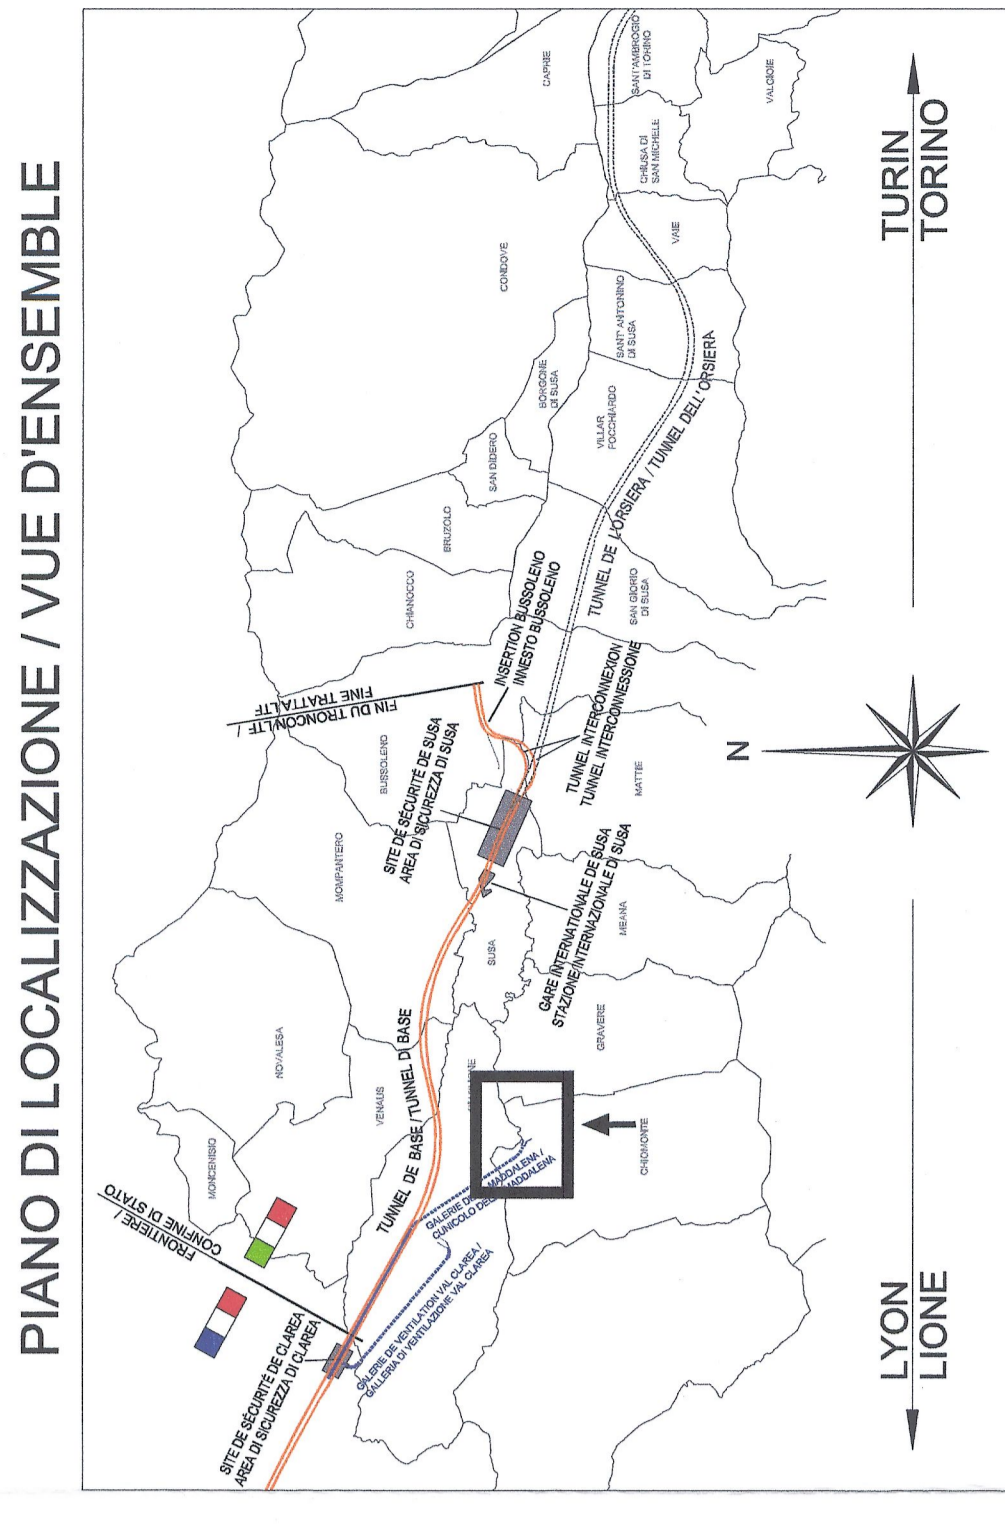 PIANO DI LOCALIZZAZIONE / VUE D'ENSEMBLE
SITE DE SÉCURITÉ DE CLAREA
AREA DI SICUREZZA DI CLAREA
FRONTIERE /
CONFINE DI STATO
MONCENISIO
NOVALESA
VENAUS
MOMPANTERO
BUSSOLENO
FIN DU TRONCON LTF /
FINE TRATTA LTF
CHIANOCCO
BRUZOLO
SAN DIDERO
BORGONE
DI SUSA
CONDOVE
CAPRIE
SANT'AMBROGIO
DI TORINO
VALGIOIE
CHIUSA DI
SAN MICHELE
VAIE
SANT' ANTONINO
DI SUSA
VILLAR
FOCCHIARDO
TUNNEL DE L'ORSIERA / TUNNEL DELL'ORSIERA
SAN GIORIO
DI SUSA
INSERTION BUSSOLENO
INNESTO BUSSOLENO
TUNNEL INTERCONNEXION
TUNNEL INTERCONNESSIONE
MATTIE
SITE DE SÉCURITÉ DE SUSA
AREA DI SICUREZZA DI SUSA
GARE INTERNATIONALE DE SUSA
STAZIONE INTERNAZIONALE DI SUSA
SUSA
MEANA
GRAVERE
TUNNEL DE BASE / TUNNEL DI BASE
GALERIE DE MADDALENA /
CUNICOLO DE MADDALENA
GALERIE DE VENTILATION VAL CLAREA /
GALLERIA DI VENTILAZIONE VAL CLAREA
CHIOMONTE
N
LYON
LIONE
TURIN
TORINO